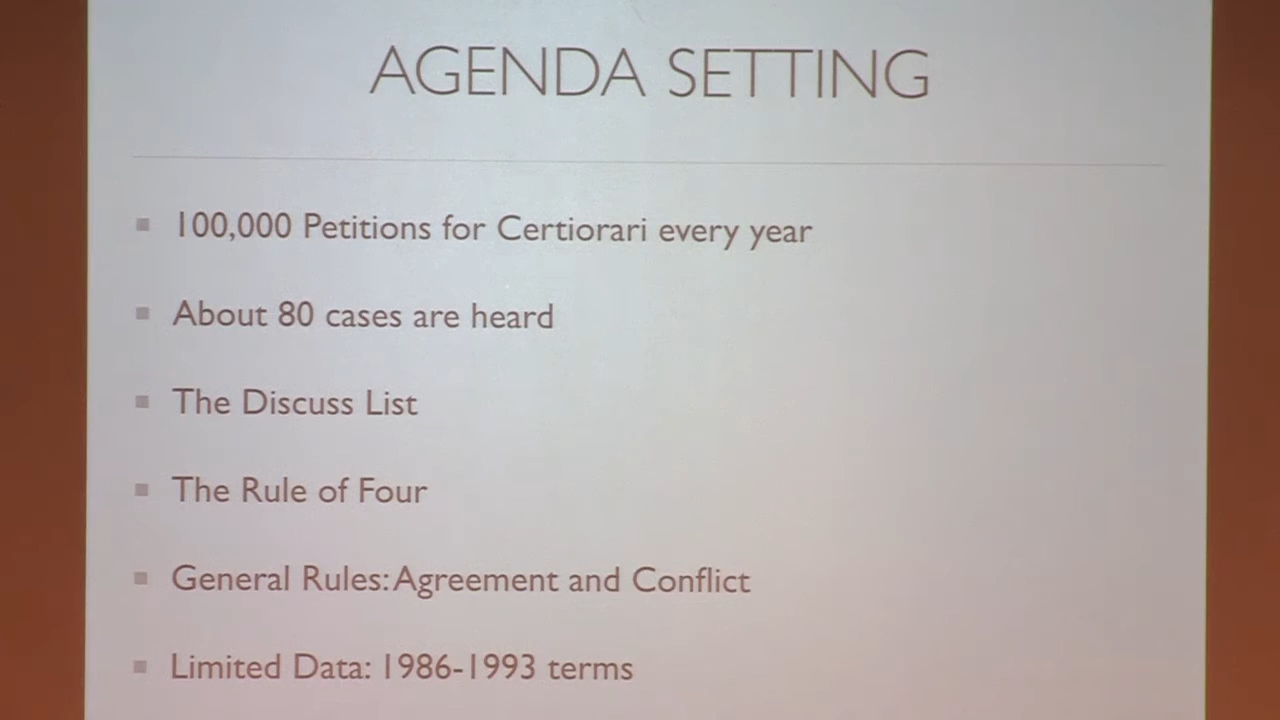 AGENDA SETTING
100,000 Petitions for Certiorari every year
About 80 cases are heard
The Discuss List
The Rule of Four
General Rules: Agreement and Conflict
Limited Data: 1986-1993 terms